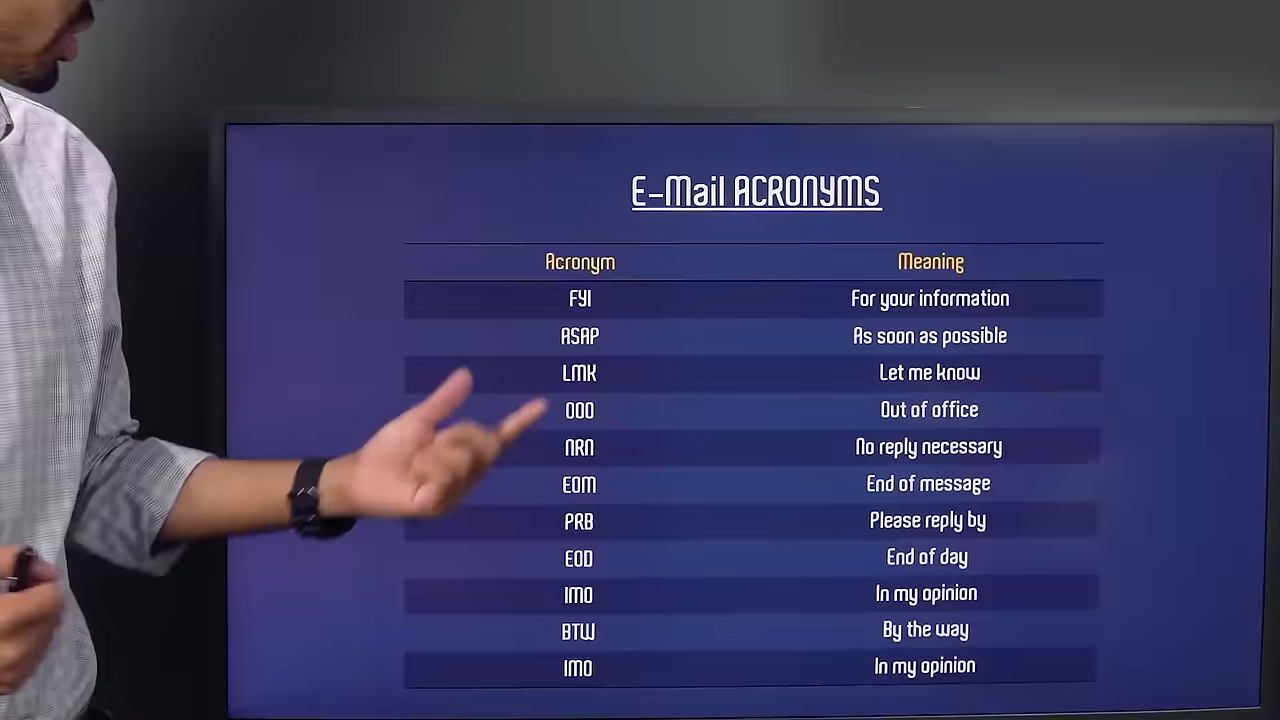 E-Mail ACRONYMS
Acronym Meaning
FYI For your information
ASAP As soon as possible
LMK Let me know
OOO Out of office
NRN No reply necessary
EOM End of message
PRB Please reply by
EOD End of day
IMO In my opinion
BTW By the way
IMO In my opinion